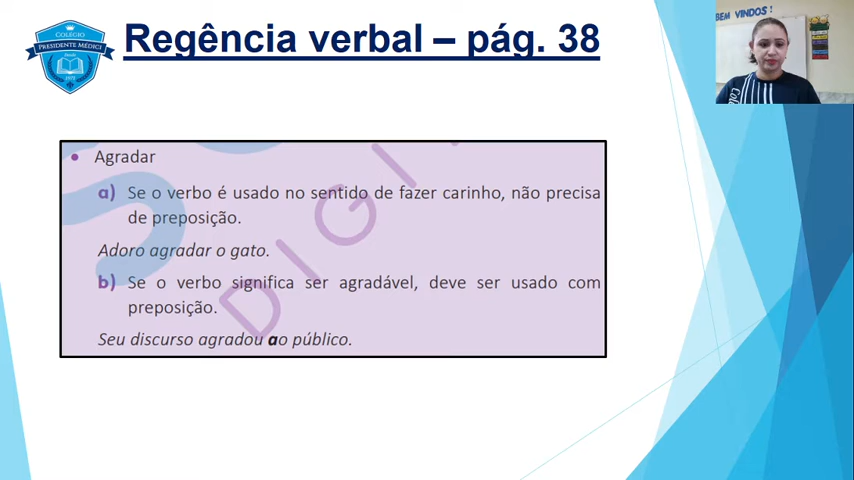 BEM VINDOS!
COLÉGIO
PRESIDENTE MÉDICI
Regência verbal – pág. 38
• Agradar
a) Se o verbo é usado no sentido de fazer carinho, não precisa
de preposição.
Adoro agradar o gato.
b) Se o verbo significa ser agradável, deve ser usado com
preposição.
Seu discurso agradou ao público.
DIGI